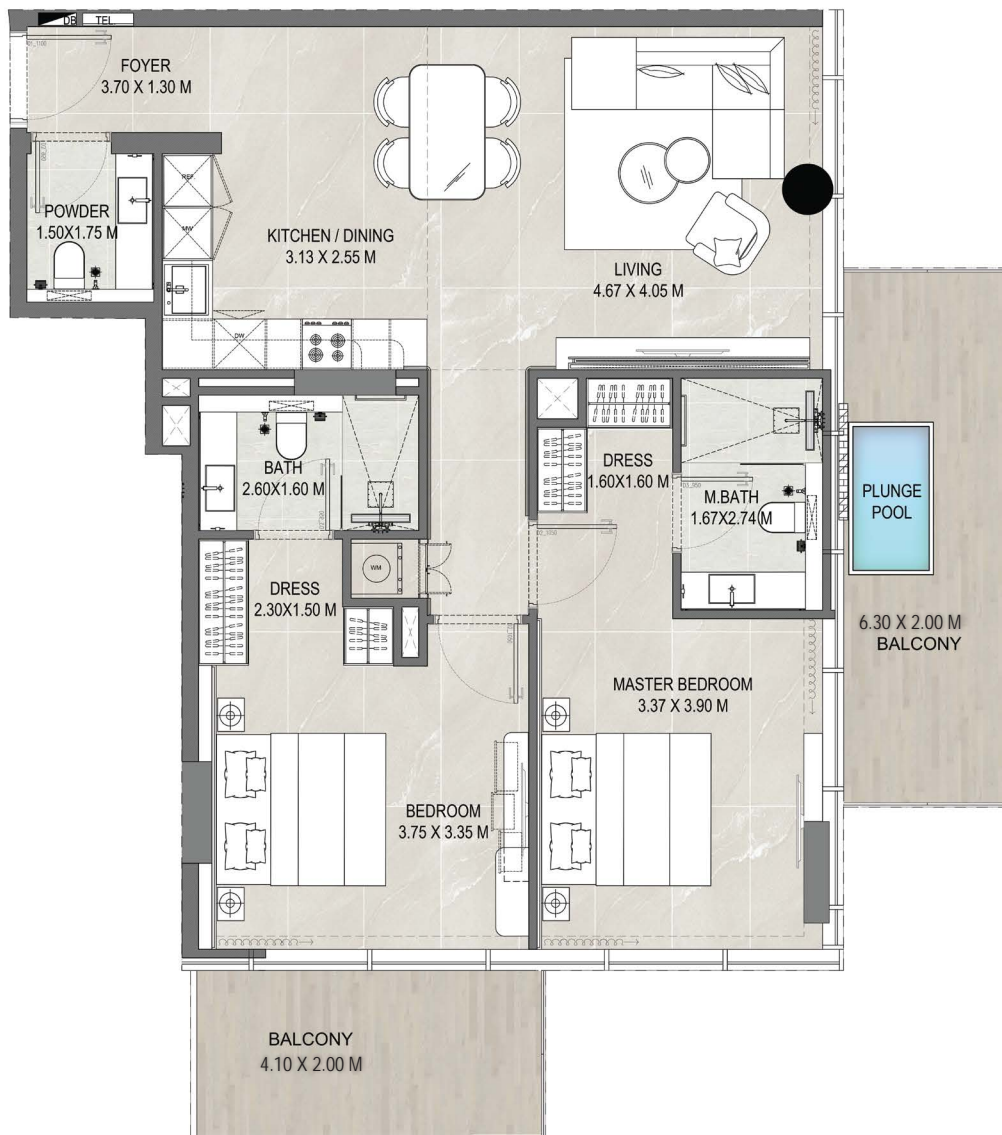 DB TEL
FOYER
3.70 X 1.30 M
POWDER
1.50X1.75 M
REF
MW
KITCHEN / DINING
3.13 X 2.55 M
LIVING
4.67 X 4.05 M
DW
BATH
2.60X1.60 M
DRESS
1.60X1.60 M
M.BATH
1.67X2.74 M
PLUNGE
POOL
WM
DRESS
2.30X1.50 M
6.30 X 2.00 M
BALCONY
MASTER BEDROOM
3.37 X 3.90 M
BEDROOM
3.75 X 3.35 M
BALCONY
4.10 X 2.00 M